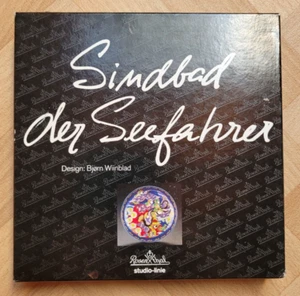 Sindbad
der Seefahrer
Design: Bjørn Wiinblad
Rosenthal
studio-linie